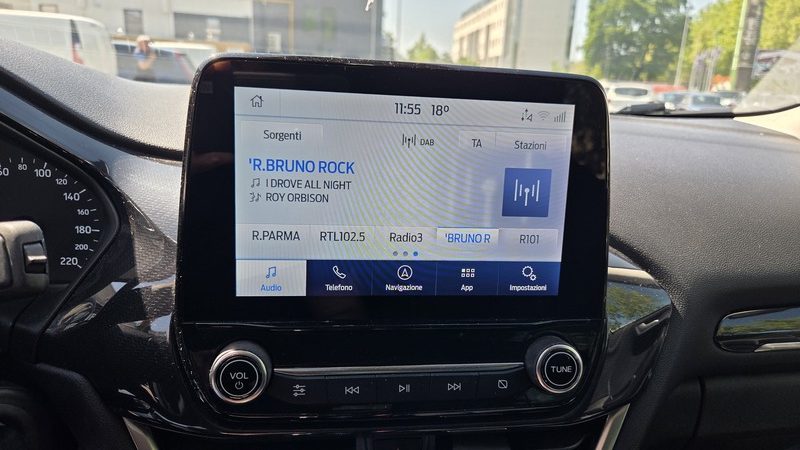 11:55 18°
Sorgenti
DAB
TA
Stazioni
'R.BRUNO ROCK
I DROVE ALL NIGHT
ROY ORBISON
R.PARMA
RTL102.5
Radio3
'BRUNO R
R101
Audio
Telefono
Navigazione
App
Impostazioni
VOL
TUNE
80
100
120
140
160
180
200
220